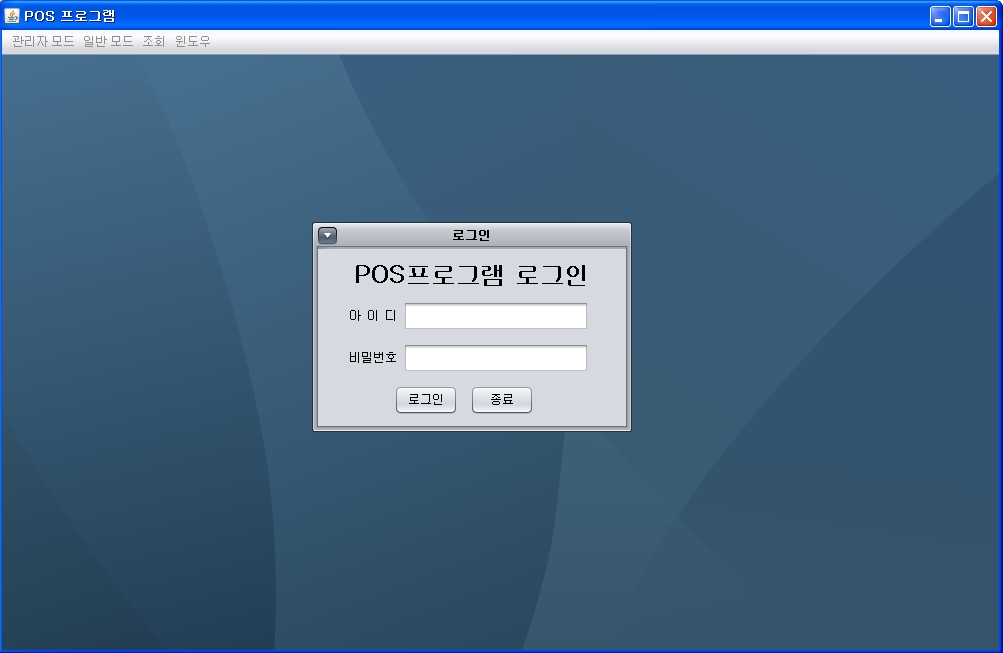 POS 프로그램
관리자 모드 일반 모드 조회 윈도우
로그인
POS프로그램 로그인
아 이 디
비밀번호
로그인 종료